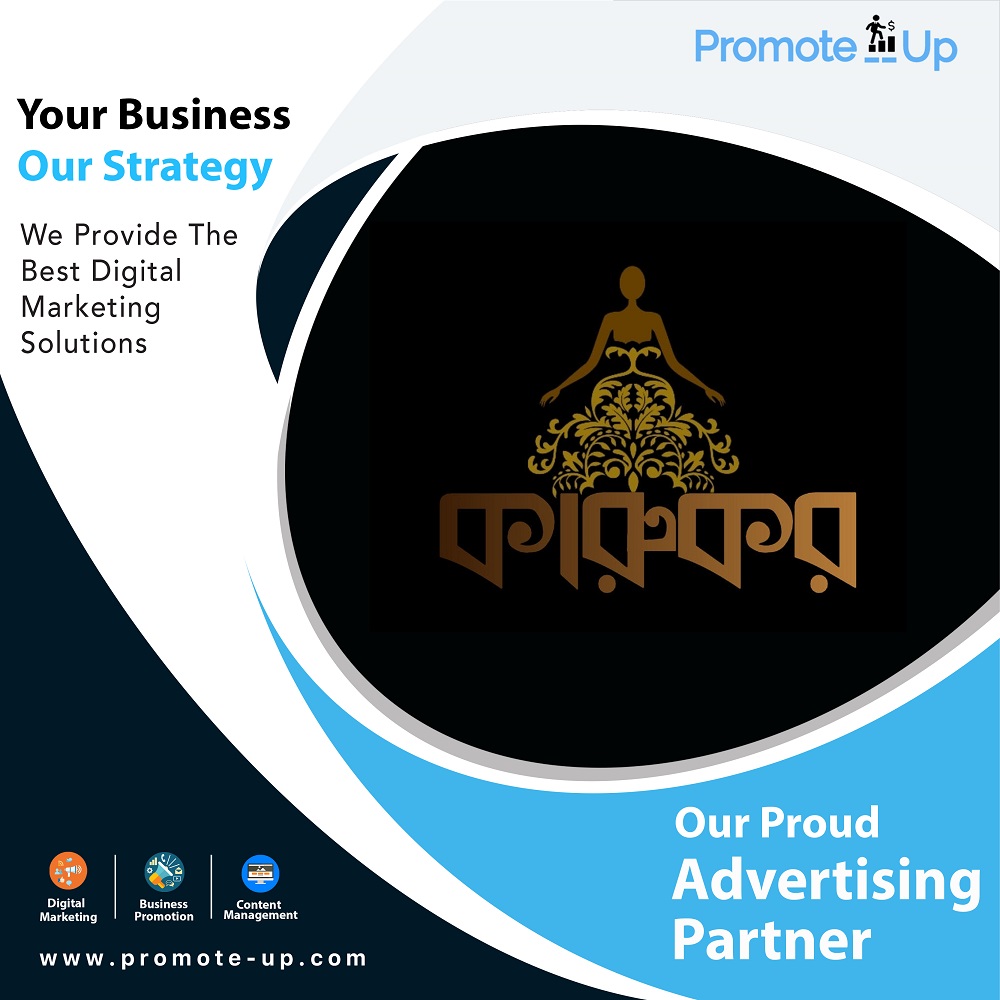 Promote Up
Your Business
Our Strategy
We Provide The
Best Digital
Marketing
Solutions
কারুকর
Our Proud
Advertising
Partner
Digital
Marketing
Business
Promotion
Content
Management
www.promote-up.com